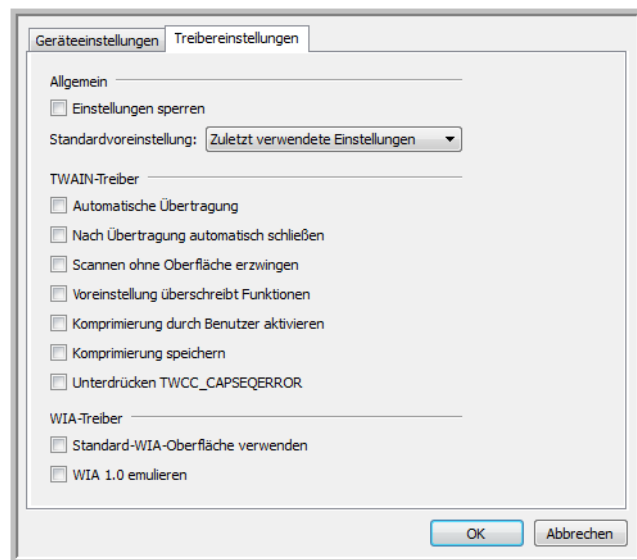 Geräteeinstellungen Treibereinstellungen
Allgemein
Einstellungen sperren
Standardvoreinstellung: Zuletzt verwendete Einstellungen
TWAIN-Treiber
Automatische Übertragung
Nach Übertragung automatisch schließen
Scannen ohne Oberfläche erzwingen
Voreinstellung überschreibt Funktionen
Komprimierung durch Benutzer aktivieren
Komprimierung speichern
Unterdrücken TWCC_CAPSEQERROR
WIA-Treiber
Standard-WIA-Oberfläche verwenden
WIA 1.0 emulieren
OK Abbrechen